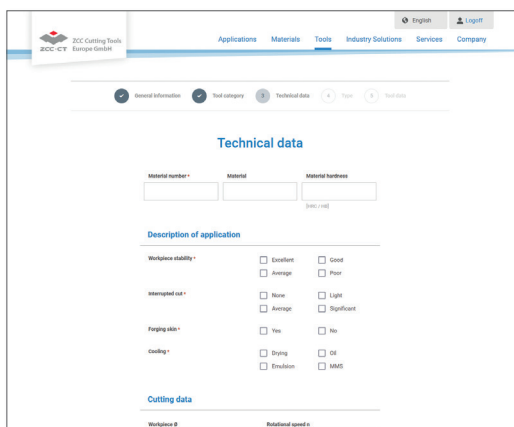 English Logoff
ZCC-CT
ZCC Cutting Tools
Europe GmbH
Applications Materials Tools Industry Solutions Services Company
General Information Tool category 3 Technical data 4 Type 5 Tool data
Technical data
Material number * Material Material hardness
[HRC / HB]
Description of application
Workpiece stability * Excellent Good
Average Poor
Interrupted cut * None Light
Average Significant
Forging skin * Yes No
Cooling * Drying Oil
Emulsion MMS
Cutting data
Workpiece Ø Rotational speed n